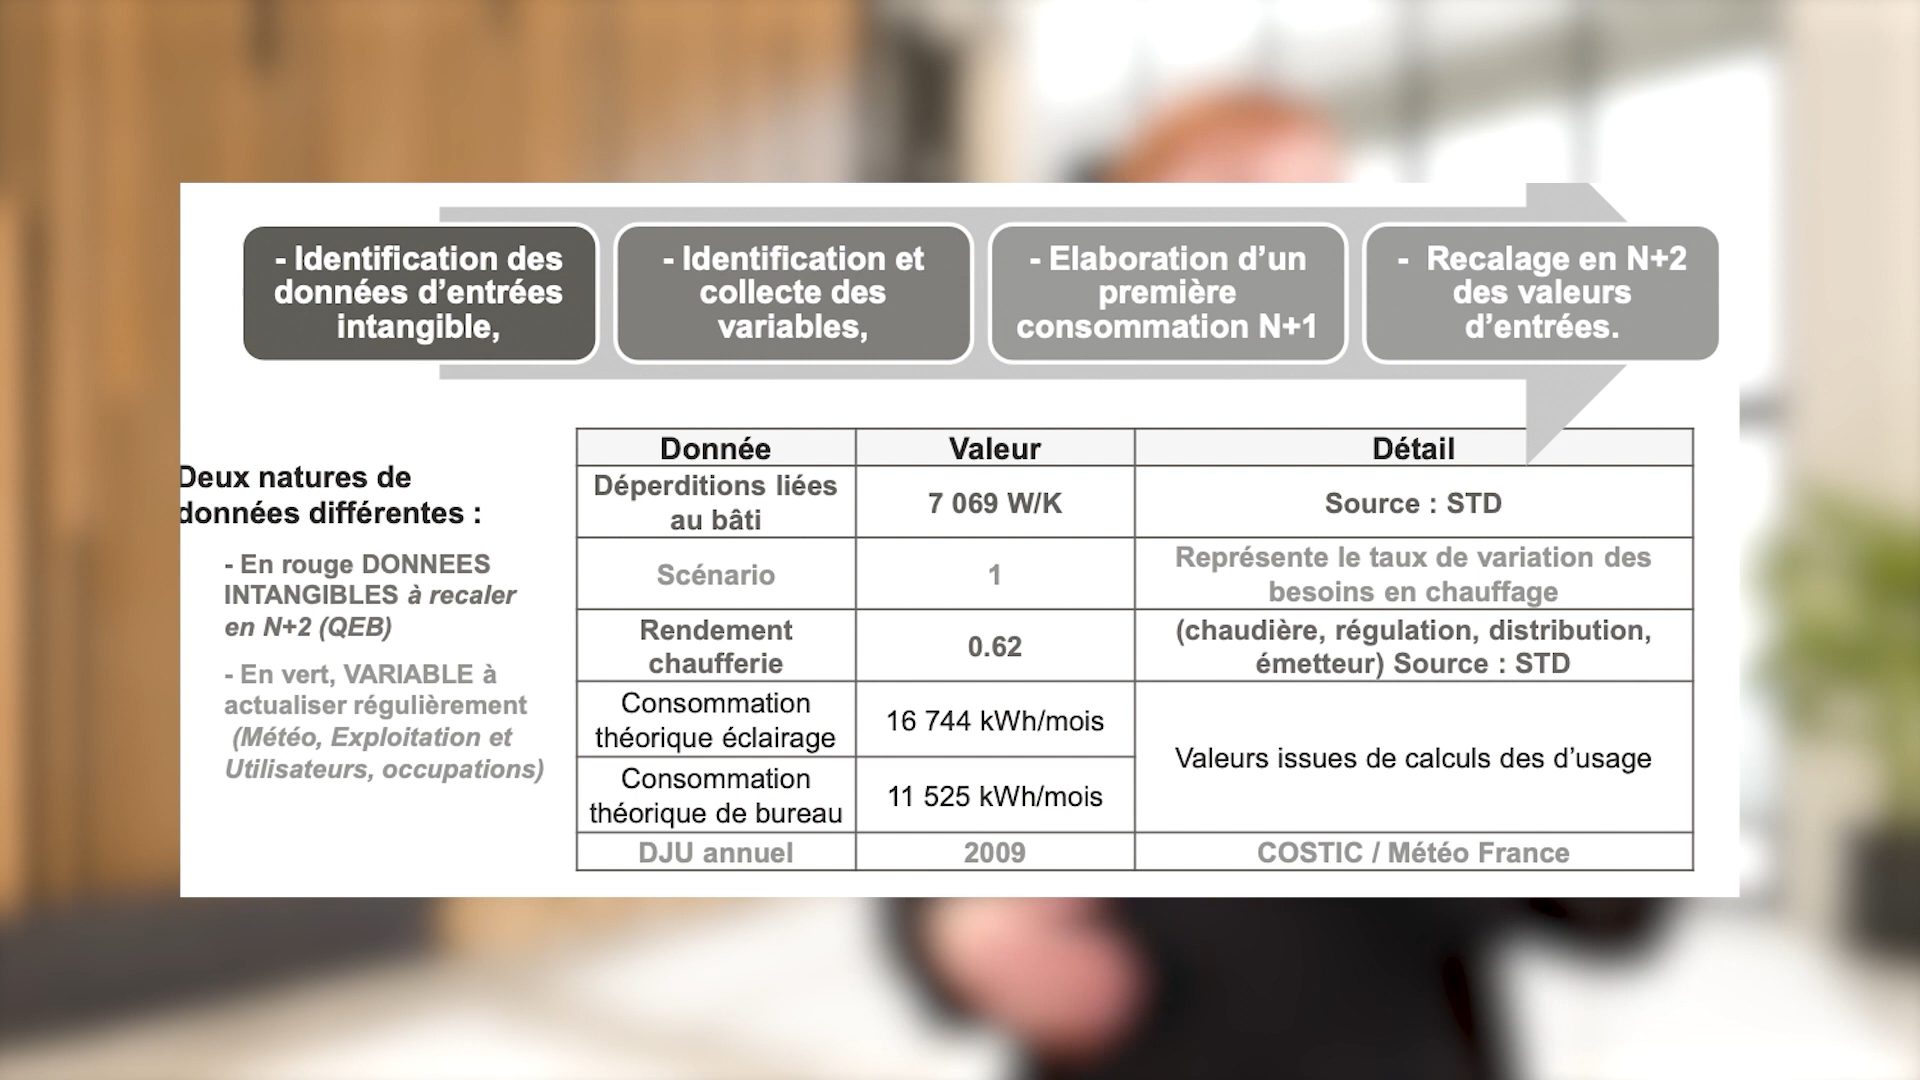 - Identification des
données d’entrées
intangible,
- Identification et
collecte des
variables,
- Elaboration d’un
première
consommation N+1
- Recalage en N+2
des valeurs
d’entrées.
Deux natures de
données différentes :
- En rouge DONNEES
INTANGIBLES à recaler
en N+2 (QEB)
- En vert, VARIABLE à
actualiser régulièrement
(Météo, Exploitation et
Utilisateurs, occupations)
Donnée Valeur Détail
Déperditions liées
au bâti
7 069 W/K
Source : STD
Scénario
1
Représente le taux de variation des
besoins en chauffage
Rendement
chaufferie
0.62
(chaudière, régulation, distribution,
émetteur) Source : STD
Consommation
théorique éclairage
16 744 kWh/mois
Valeurs issues de calculs des d’usage
Consommation
théorique de bureau
11 525 kWh/mois
DJU annuel 2009 COSTIC / Météo France